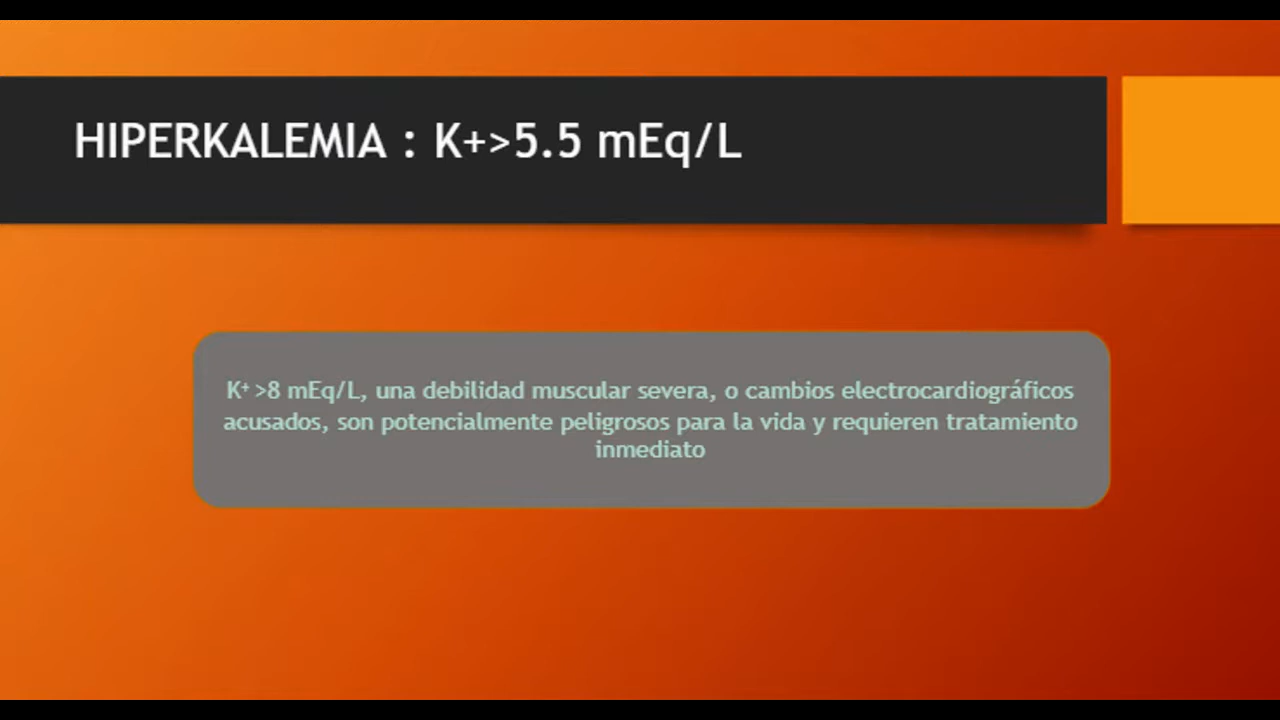 HIPERKALEMIA : K+>5.5 mEq/L
K⁺ >8 mEq/L, una debilidad muscular severa, o cambios electrocardiográficos
acusados, son potencialmente peligrosos para la vida y requieren tratamiento
inmediato